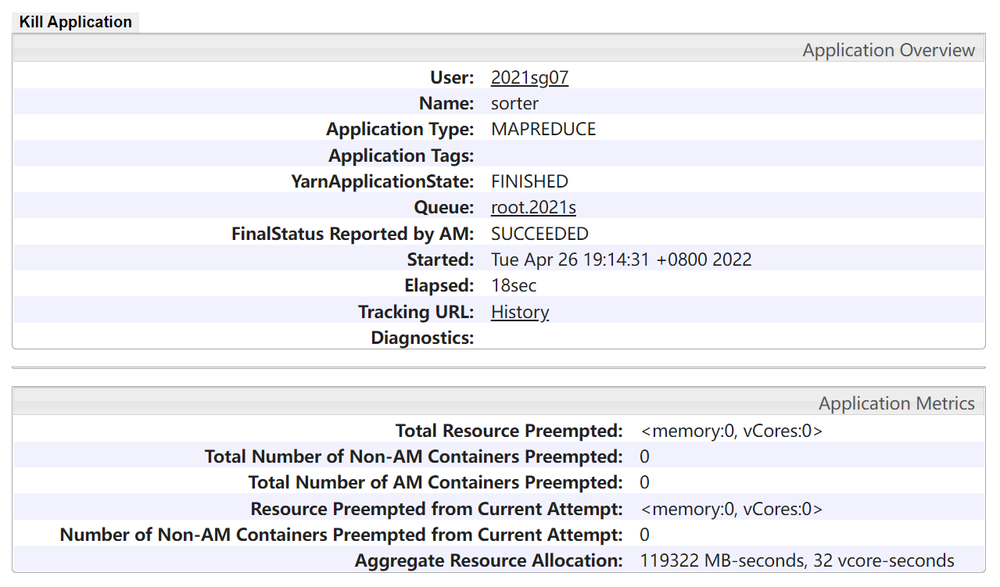 Kill Application
Application Overview
User: 2021sg07
Name: sorter
Application Type: MAPREDUCE
Application Tags:
YarnApplicationState: FINISHED
Queue: root.2021s
FinalStatus Reported by AM: SUCCEEDED
Started: Tue Apr 26 19:14:31 +0800 2022
Elapsed: 18sec
Tracking URL: History
Diagnostics:
Application Metrics
Total Resource Preempted: <memory:0, vCores:0>
Total Number of Non-AM Containers Preempted: 0
Total Number of AM Containers Preempted: 0
Resource Preempted from Current Attempt: <memory:0, vCores:0>
Number of Non-AM Containers Preempted from Current Attempt: 0
Aggregate Resource Allocation: 119322 MB-seconds, 32 vcore-seconds